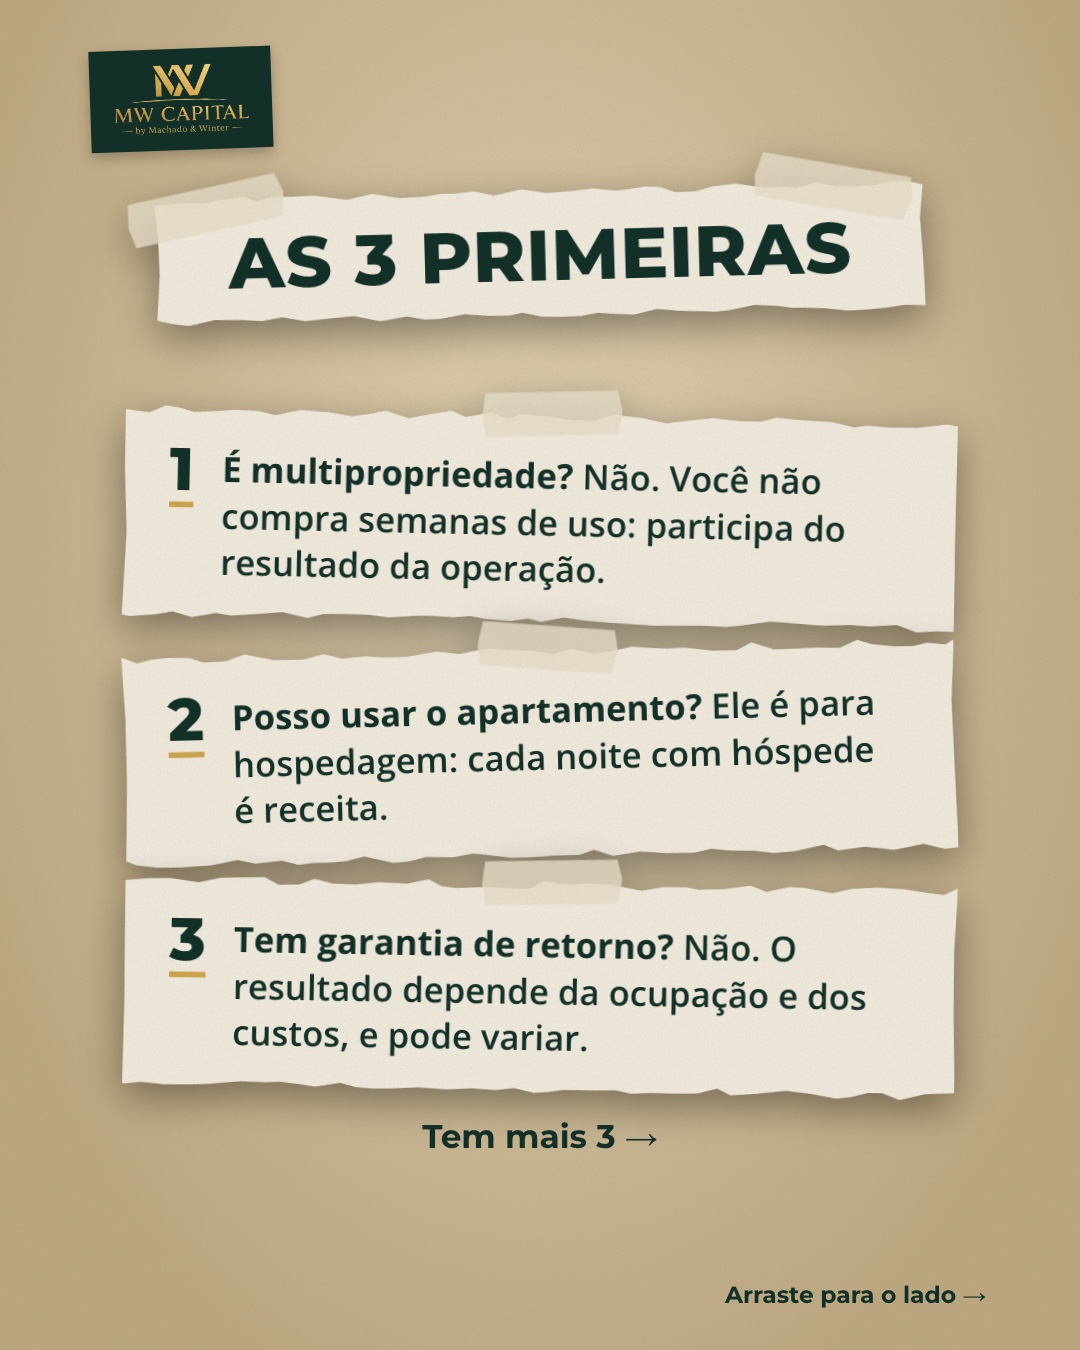 MW CAPITAL
by Machado & Winter
AS 3 PRIMEIRAS
1 É multipropriedade? Não. Você não
compra semanas de uso: participa do
resultado da operação.
2 Posso usar o apartamento? Ele é para
hospedagem: cada noite com hóspede
é receita.
3 Tem garantia de retorno? Não. O
resultado depende da ocupação e dos
custos, e pode variar.
Tem mais 3 →
Arraste para o lado →